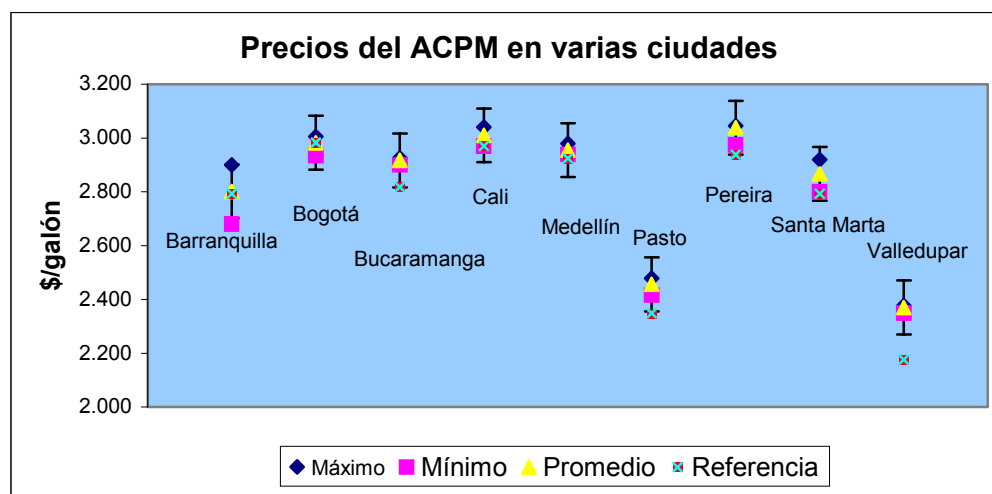 Precios del ACPM en varias ciudades
$/galón
3.200
3.000
2.800
2.600
2.400
2.200
2.000
Barranquilla
Bogotá
Bucaramanga
Cali
Medellín
Pasto
Pereira
Santa Marta
Valledupar
Máximo Mínimo Promedio Referencia